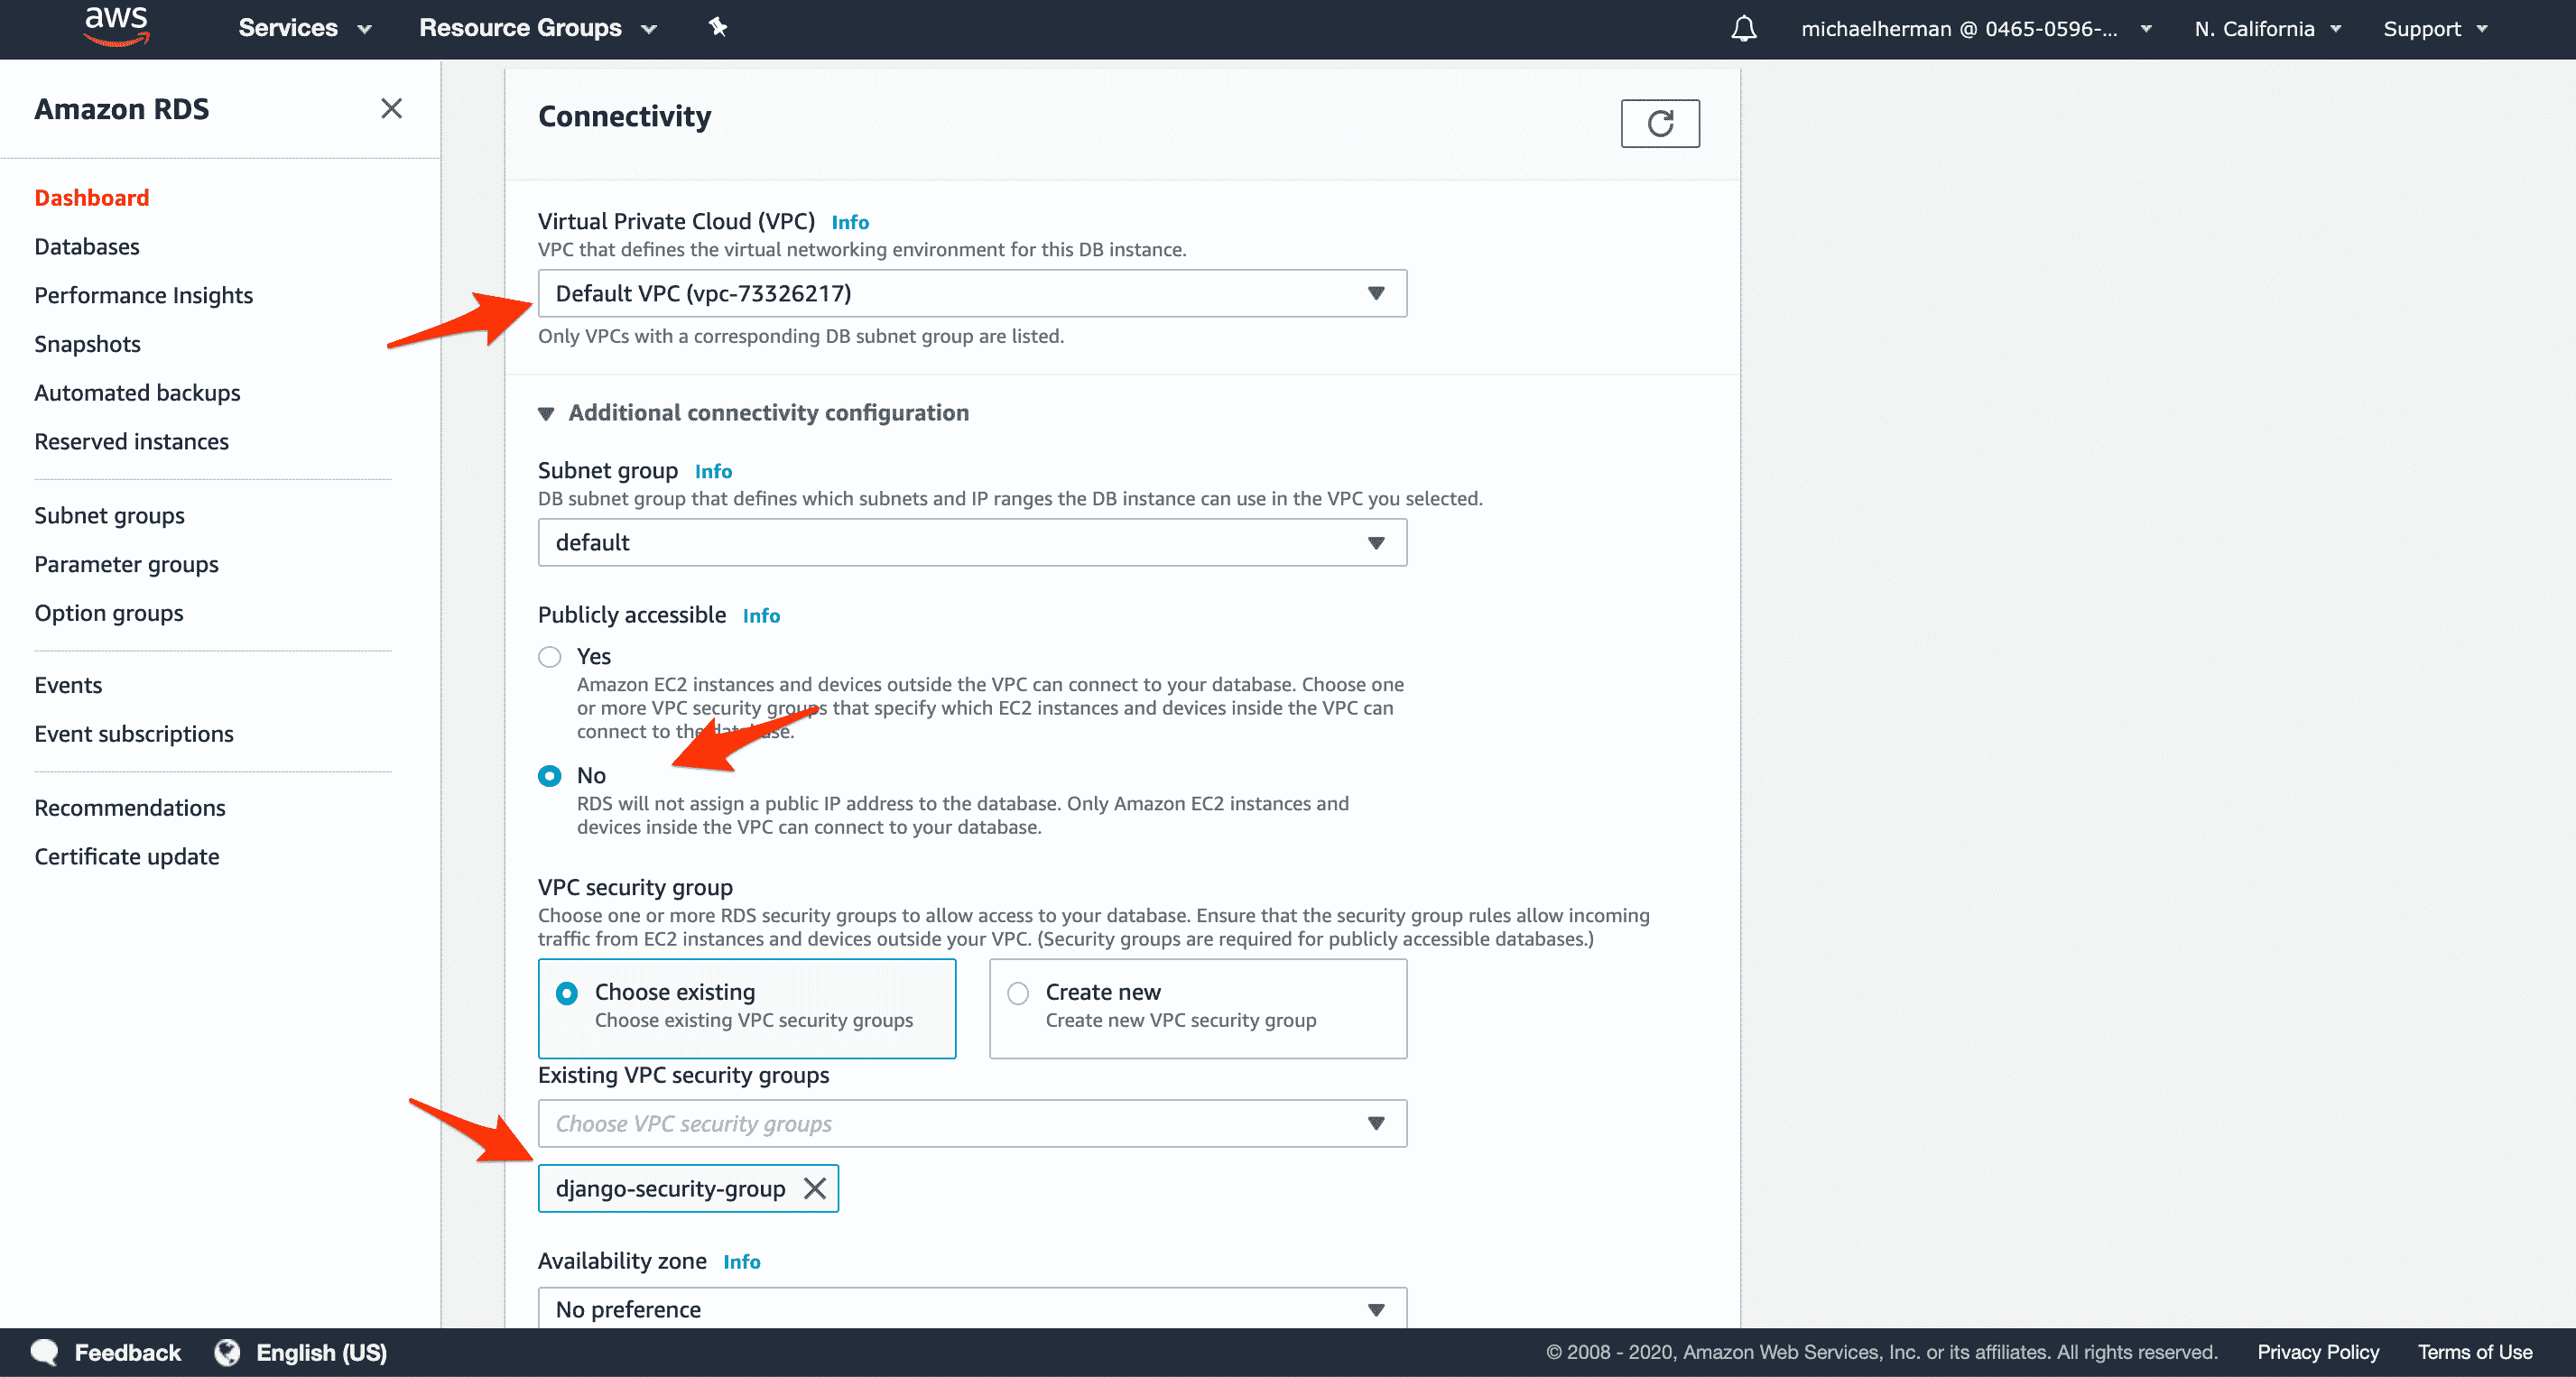 aws
Services
Resource Groups
michaelherman @ 0465-0596-...
N. California
Support
Amazon RDS
Dashboard
Databases
Performance Insights
Snapshots
Automated backups
Reserved instances
Subnet groups
Parameter groups
Option groups
Events
Event subscriptions
Recommendations
Certificate update
Connectivity
Virtual Private Cloud (VPC) Info
VPC that defines the virtual networking environment for this DB instance.
Default VPC (vpc-73326217)
Only VPCs with a corresponding DB subnet group are listed.
Additional connectivity configuration
Subnet group Info
DB subnet group that defines which subnets and IP ranges the DB instance can use in the VPC you selected.
default
Publicly accessible Info
Yes
Amazon EC2 instances and devices outside the VPC can connect to your database. Choose one
or more VPC security groups that specify which EC2 instances and devices inside the VPC can
connect to the database.
No
RDS will not assign a public IP address to the database. Only Amazon EC2 instances and
devices inside the VPC can connect to your database.
VPC security group
Choose one or more RDS security groups to allow access to your database. Ensure that the security group rules allow incoming
traffic from EC2 instances and devices outside your VPC. (Security groups are required for publicly accessible databases.)
Choose existing
Choose existing VPC security groups
Create new
Create new VPC security group
Existing VPC security groups
Choose VPC security groups
django-security-group
Availability zone Info
No preference
Feedback
English (US)
© 2008 - 2020, Amazon Web Services, Inc. or its affiliates. All rights reserved.
Privacy Policy
Terms of Use